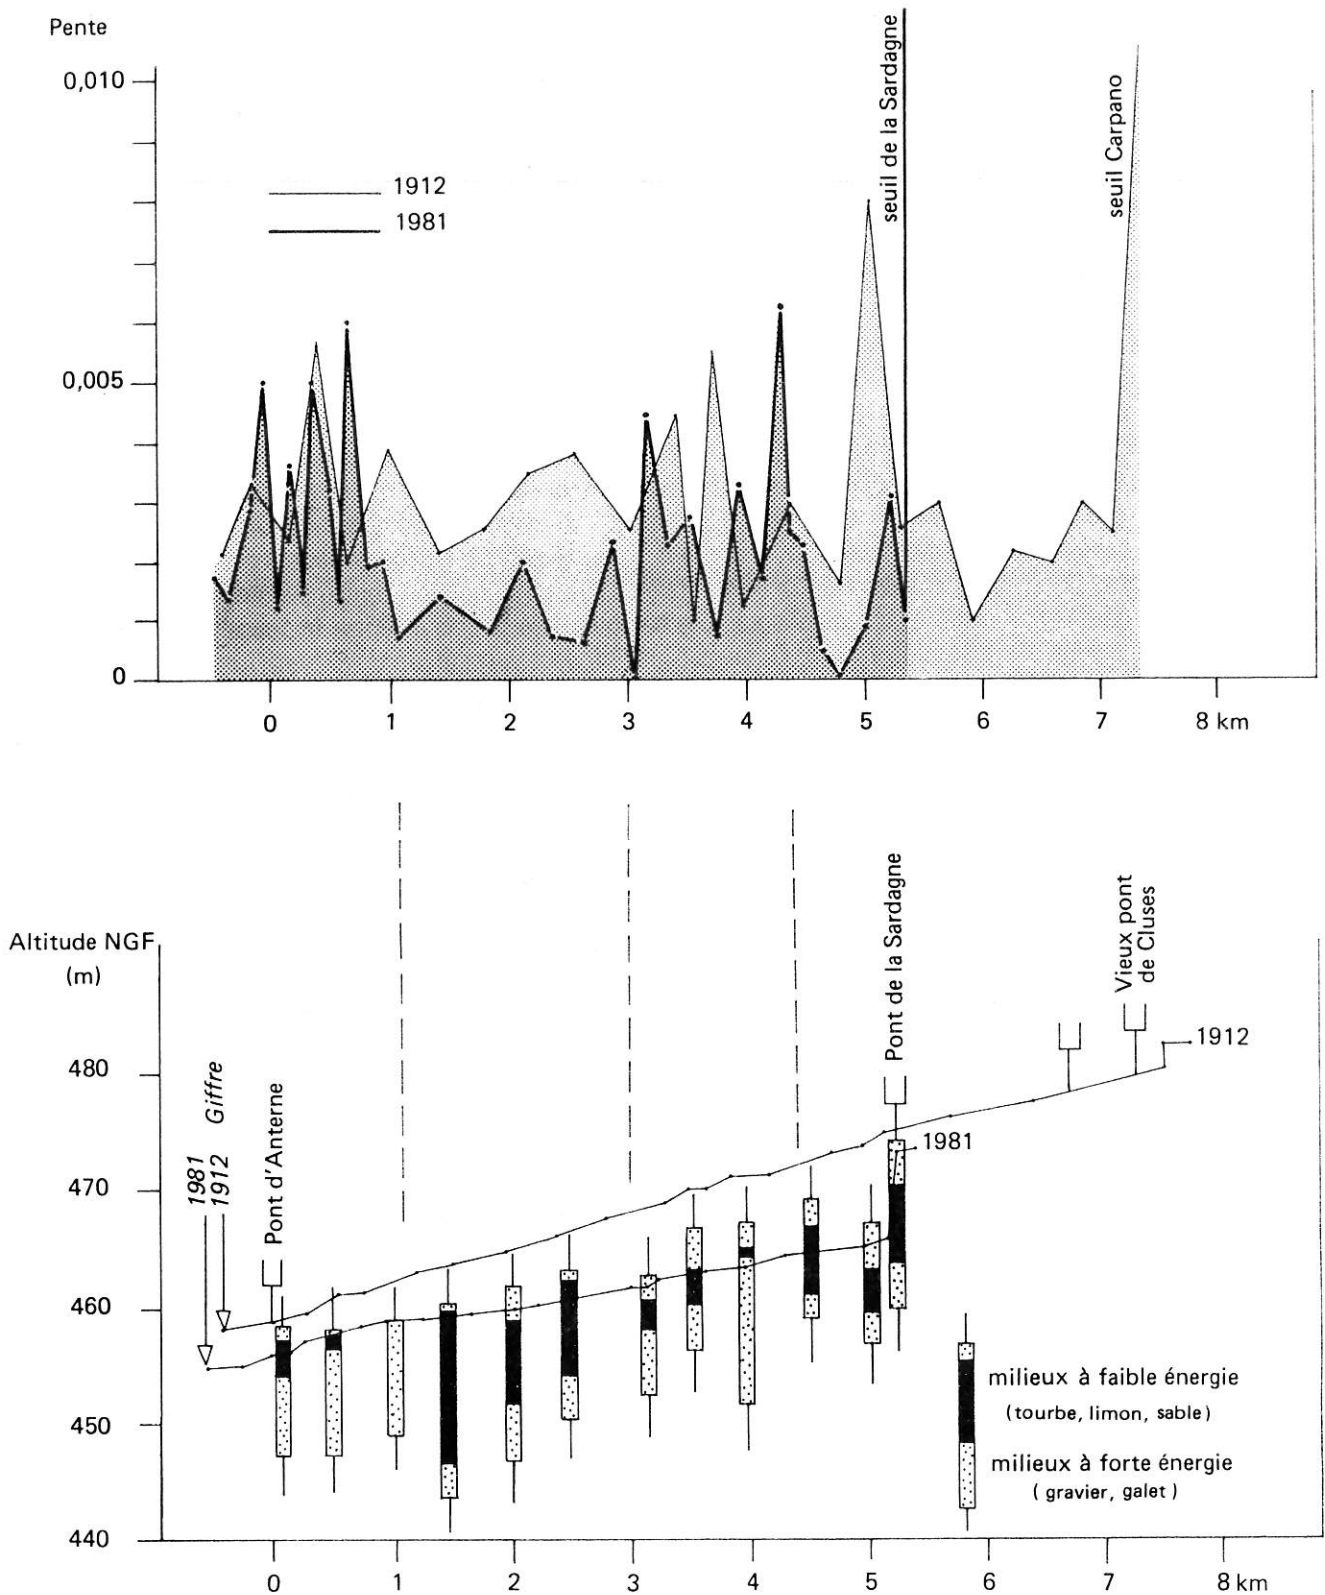 Pente
0,010
0,005
0
1912
1981
seuil de la Sardagne
seuil Carpano
0 1 2 3 4 5 6 7 8 km
Altitude NGF
(m)
480
470
460
450
440
1981
1912
Giffre
Pont d'Anterne
Pont de la Sardagne
Vieux pont
de Cluses
1912
1981
milieux à faible énergie
(tourbe, limon, sable)
milieux à forte énergie
( gravier, galet )
0 1 2 3 4 5 6 7 8 km